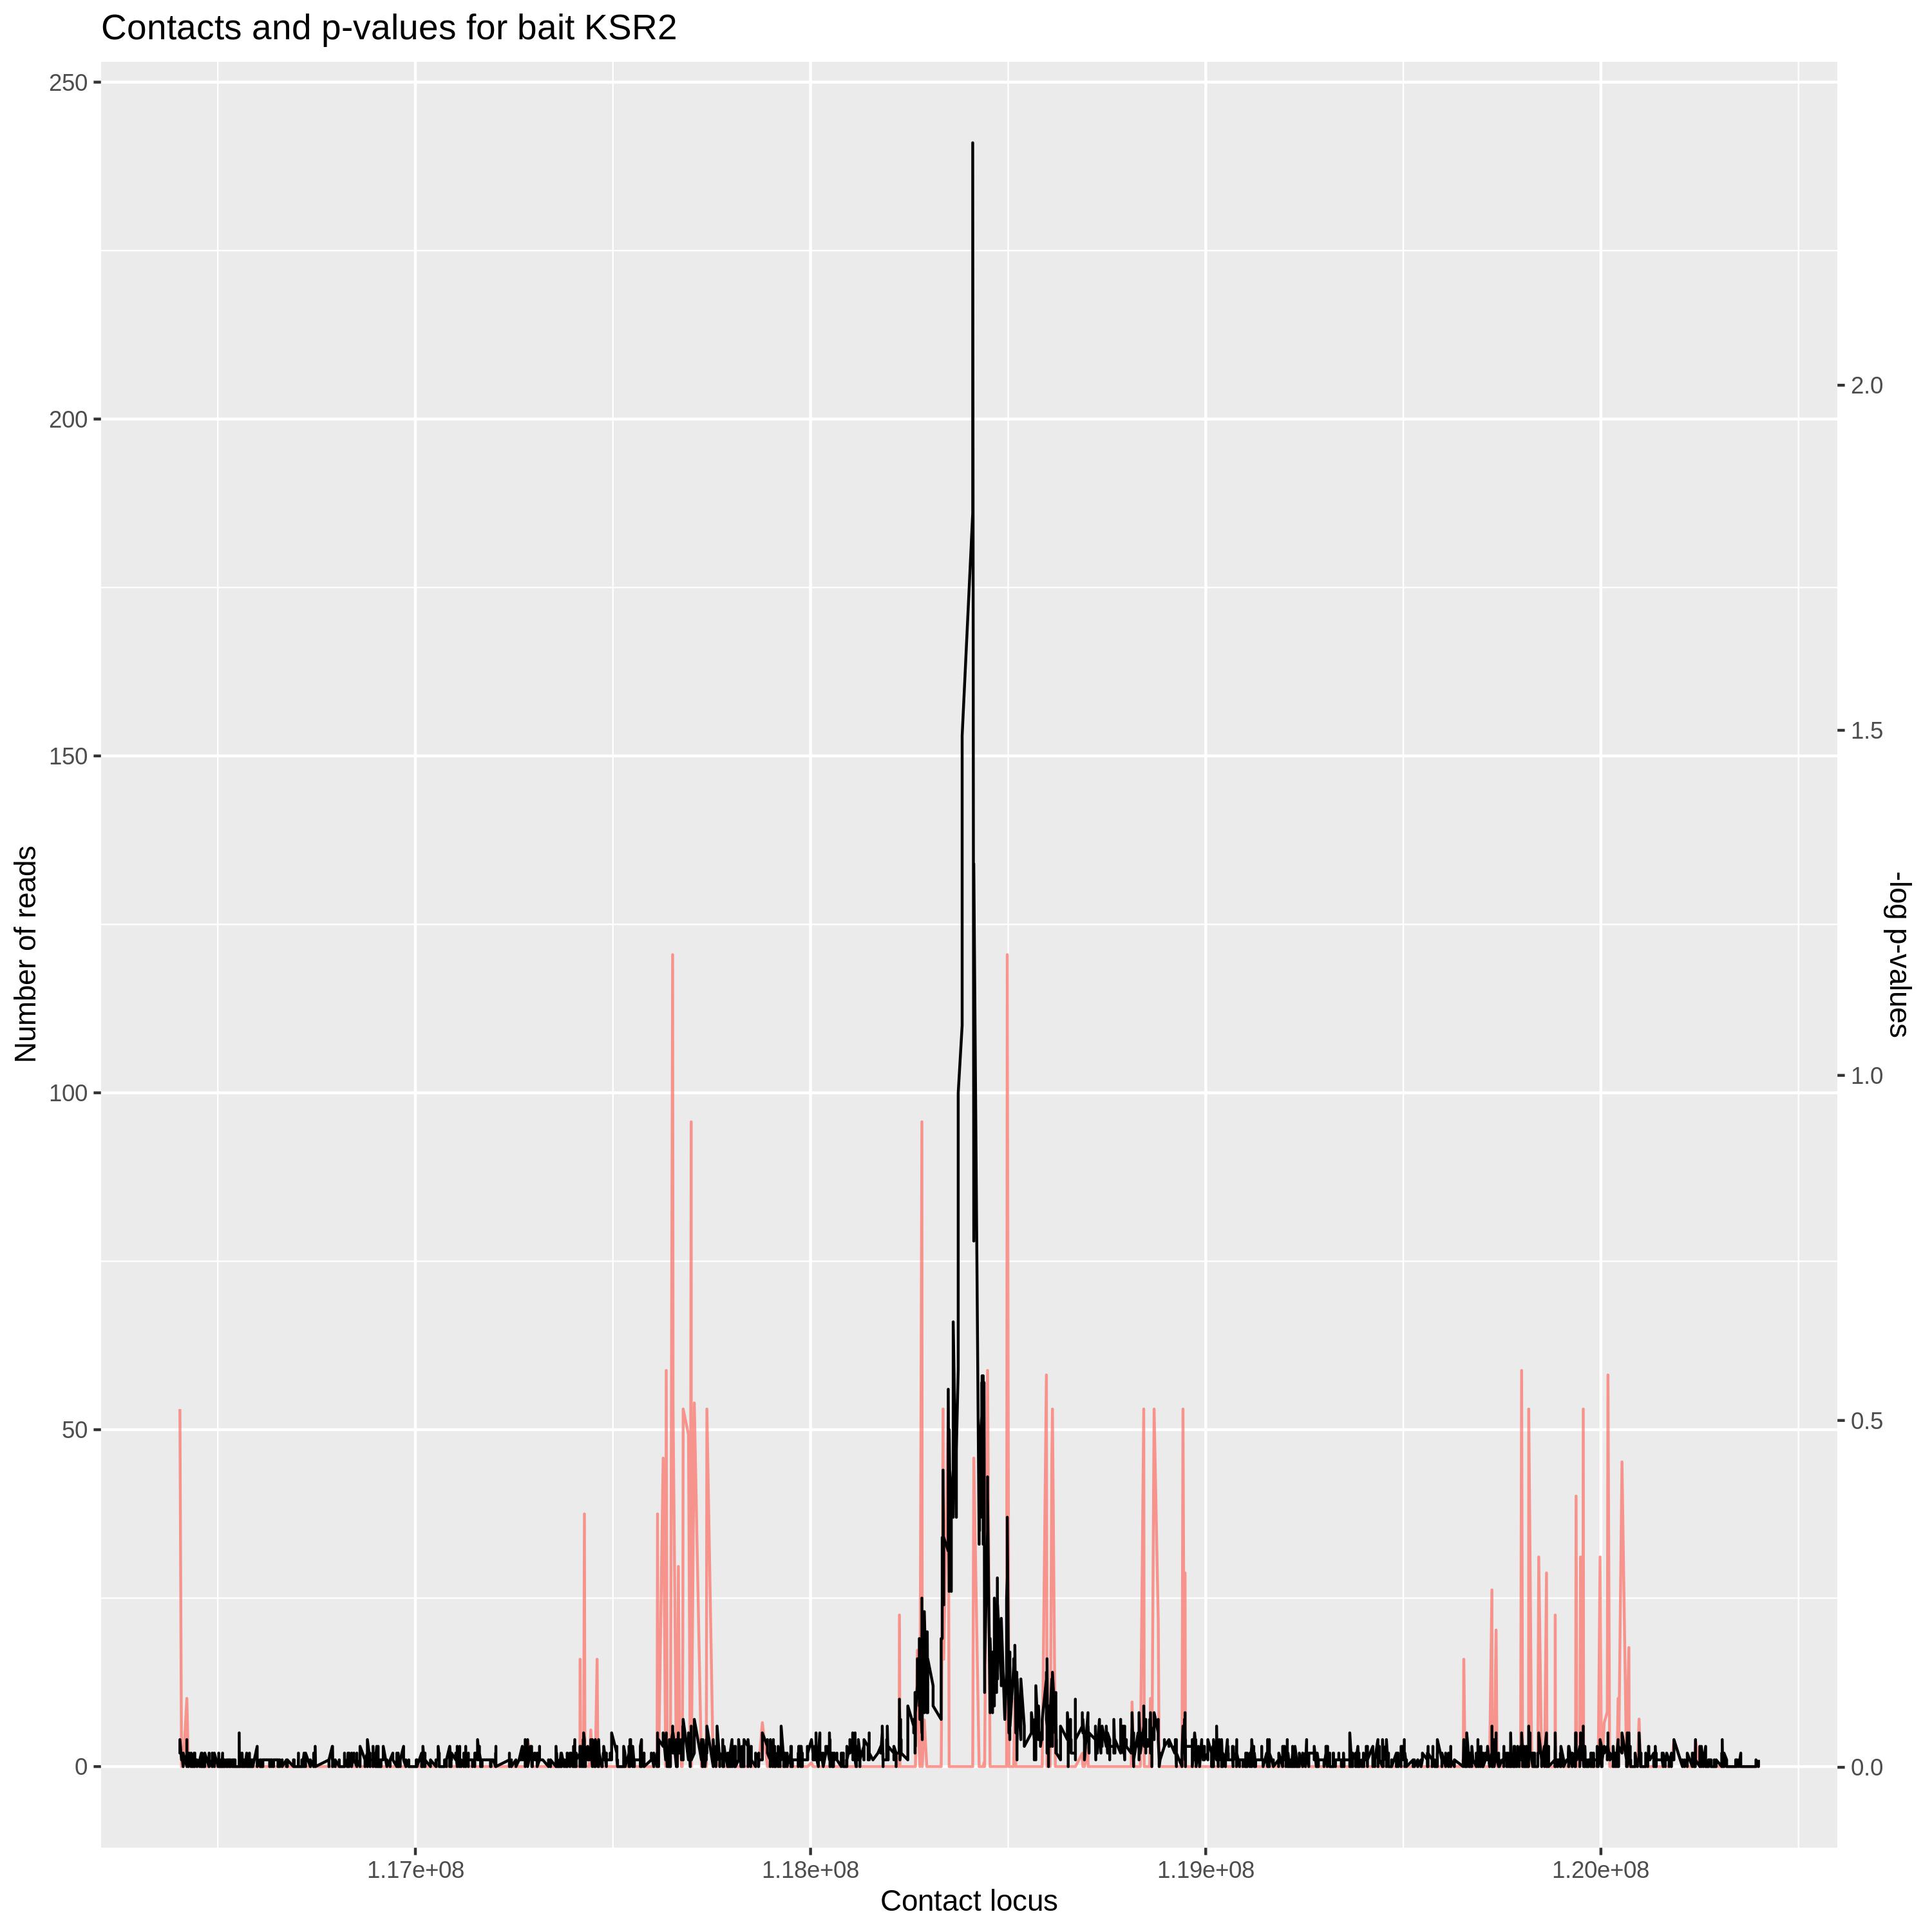 Contacts and p-values for bait KSR2
250
200
150
100
50
0
Number of reads
2.0
1.5
1.0
0.5
0.0
-log p-values
1.17e+08
1.18e+08
1.19e+08
1.20e+08
Contact locus